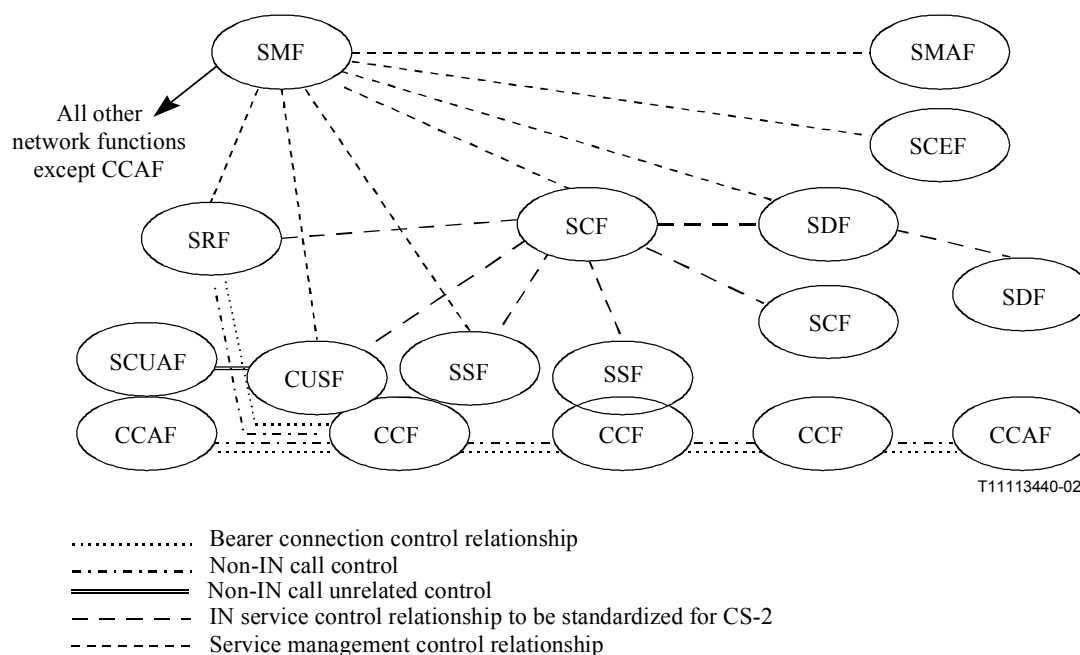 SMF
SMAF
All other
network functions
except CCAF
SCEF
SRF
SCF
SDF
SDF
SCF
SCUAF
CUSF
SSF
SSF
CCAF
CCF
CCF
CCF
CCAF
T11113440-02
Bearer connection control relationship
Non-IN call control
Non-IN call unrelated control
IN service control relationship to be standardized for CS-2
Service management control relationship